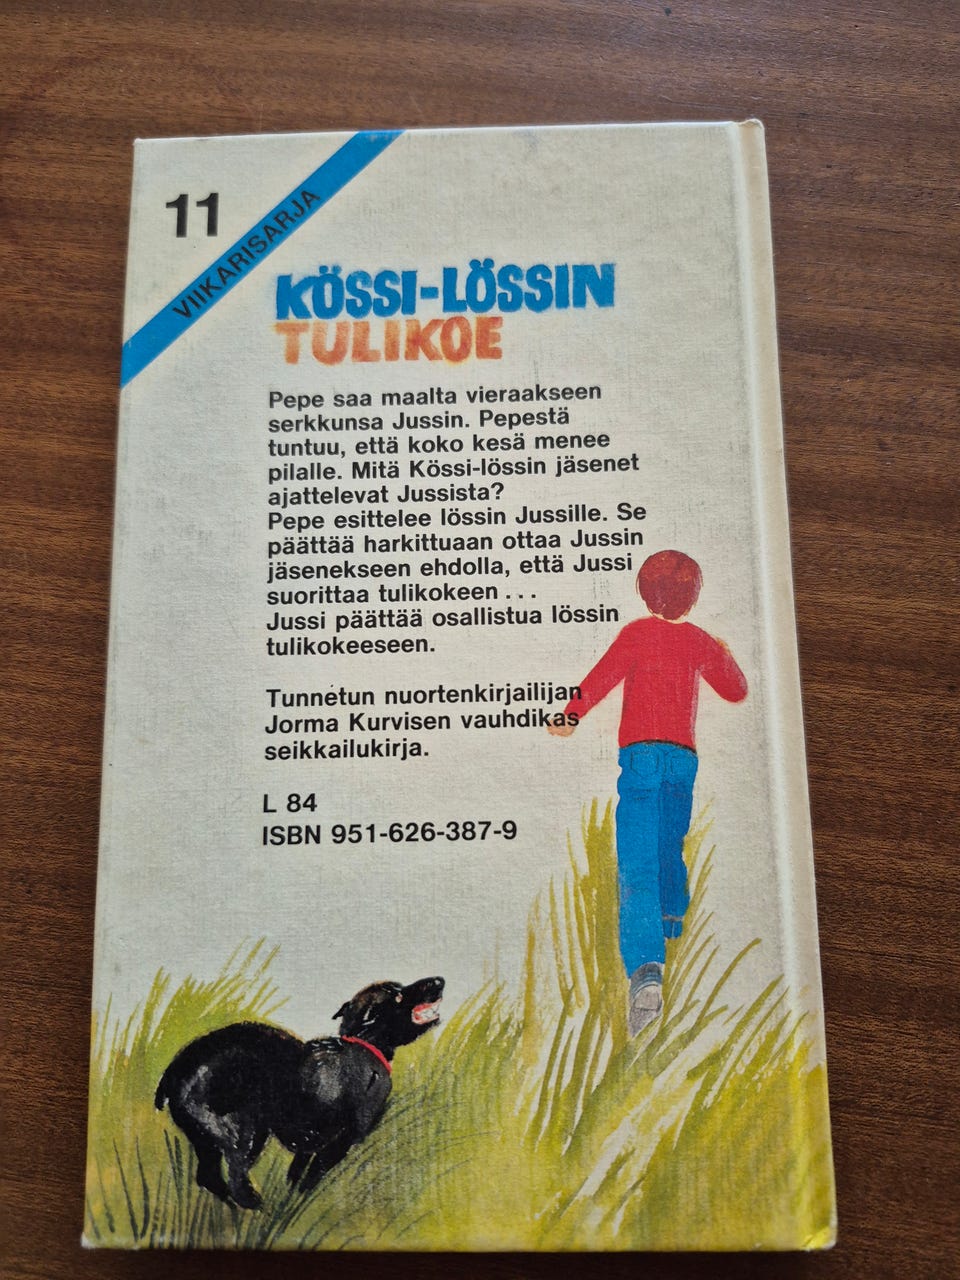 11
VIIKARISARJA
KÖSSI-LÖSSIN
TULIKOE
Pepe saa maalta vieraakseen
serkkunsa Jussin. Pepestä
tuntuu, että koko kesä menee
pilalle. Mitä Kössi-lössin jäsenet
ajattelevat Jussista?
Pepe esittelee lössin Jussille. Se
päättää harkittuaan ottaa Jussin
jäsenekseen ehdolla, että Jussi
suorittaa tulikokeen...
Jussi päättää osallistua lössin
tulikokeeseen.
Tunnetun nuortenkirjailijan
Jorma Kurvisen vauhdikas
seikkailukirja.
L 84
ISBN 951-626-387-9